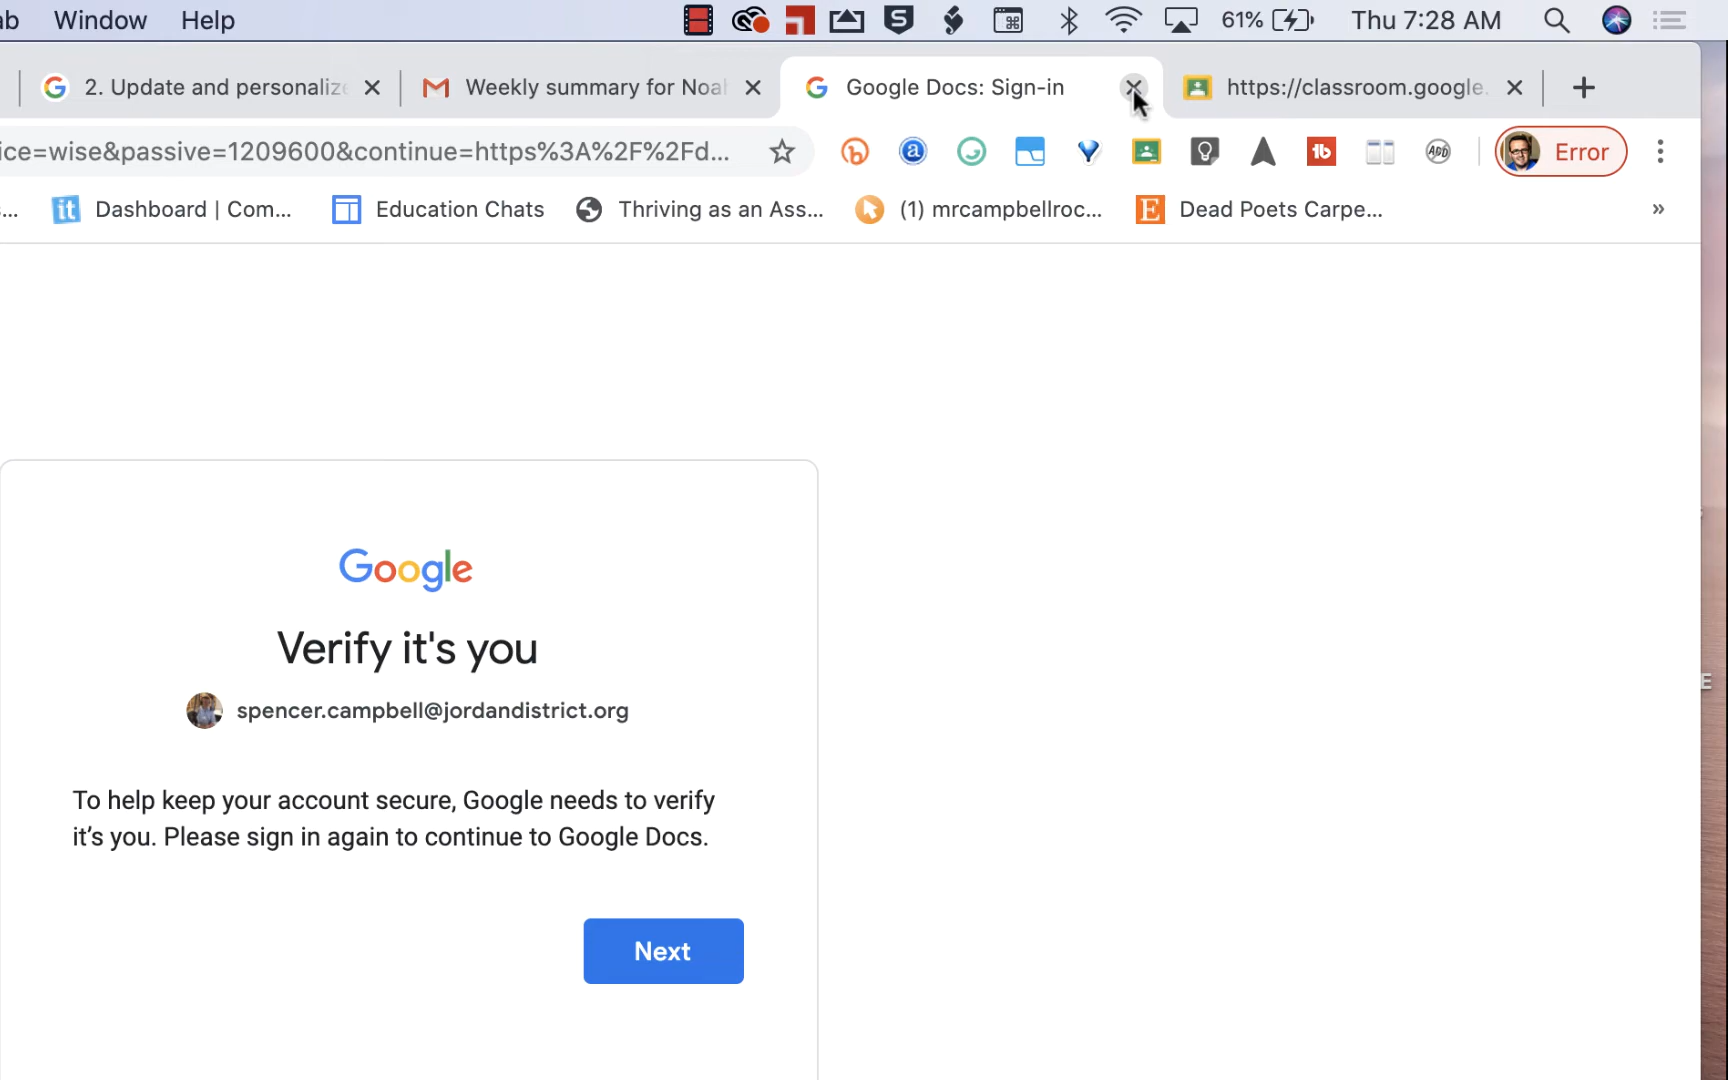 ab Window Help 61% Thu 7:28 AM
2. Update and personalize Weekly summary for Noah Google Docs: Sign-in https://classroom.google.
ice=wise&passive=1209600&continue=https%3A%2F%2Fd... Error
... Dashboard | Com... Education Chats Thriving as an Ass... (1) mrcampbellroc... Dead Poets Carpe... »
Google
Verify it's you
spencer.campbell@jordandistrict.org
To help keep your account secure, Google needs to verify
it’s you. Please sign in again to continue to Google Docs.
Next